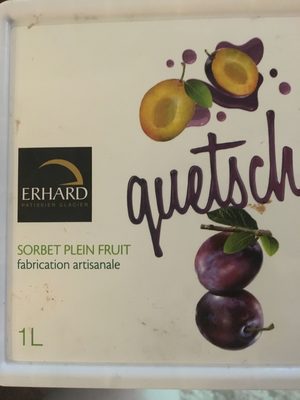 quetsch
ERHARD
PATISSIER GLACIER
SORBET PLEIN FRUIT
fabrication artisanale
1L